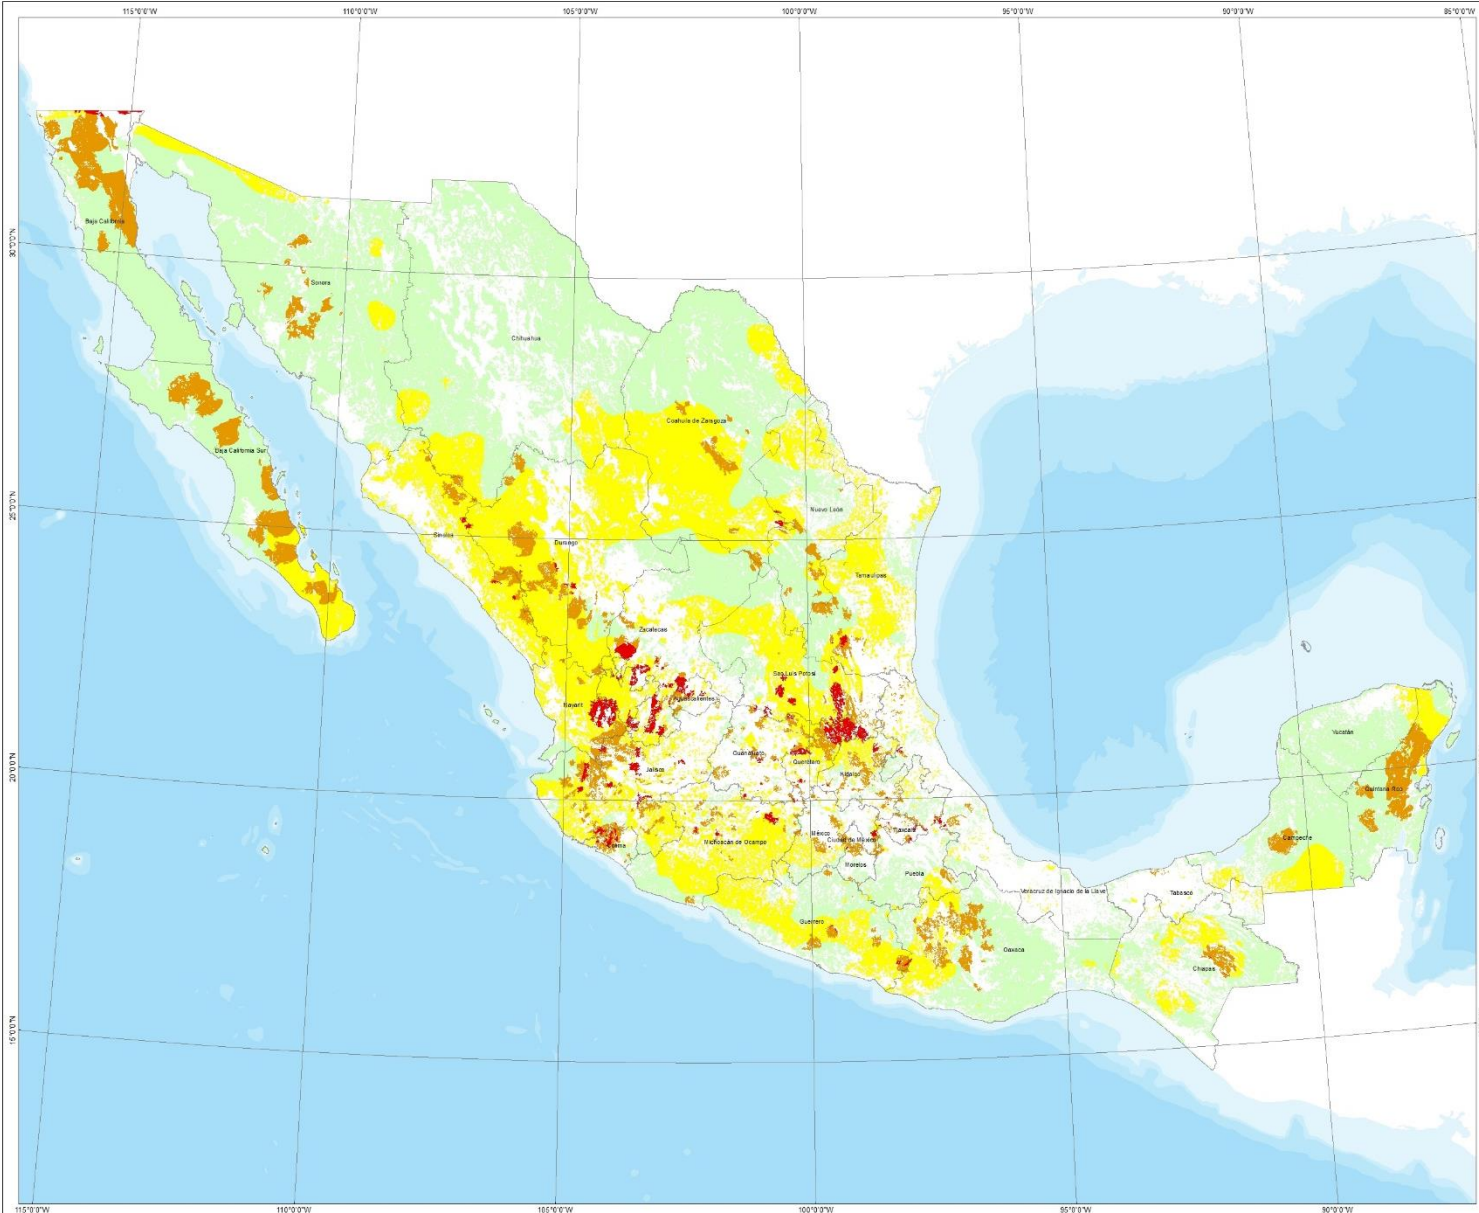 115°0'0"W 110°0'0"W 105°0'0"W 100°0'0"W 95°0'0"W 90°0'0"W 85°0'0"W
Baja California
30°0'0"N
Sonora
Chihuahua
Coahuila de Zaragoza
Baja California Sur
25°0'0"N
Nuevo León
Sinaloa
Durango
Tamaulipas
Zacatecas
San Luis Potosí
Aguascalientes
Nayarit
Yucatán
Guanajuato
Querétaro
20°0'0"N
Jalisco
Hidalgo
Quintana Roo
Tlaxcala
México
Ciudad de México
Campeche
Colima
Michoacán de Ocampo
Morelos
Puebla
Veracruz de Ignacio de la Llave
Tabasco
Guerrero
Oaxaca
Chiapas
15°0'0"N
115°0'0"W 110°0'0"W 105°0'0"W 100°0'0"W 95°0'0"W 90°0'0"W